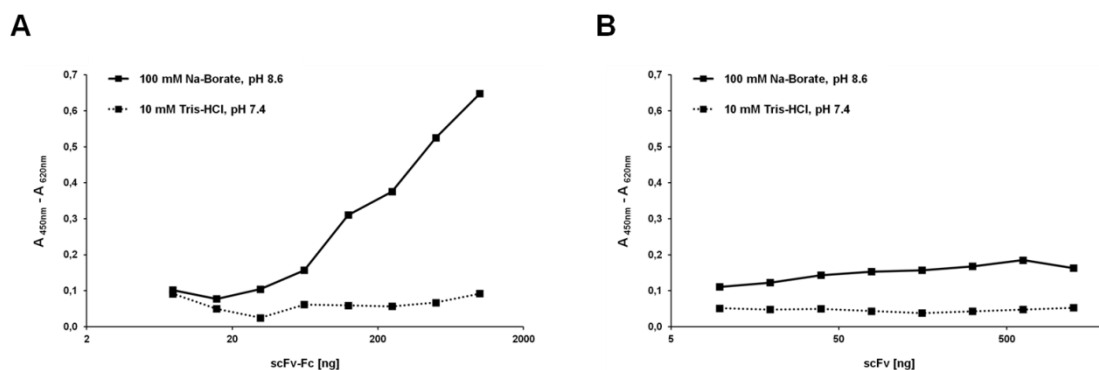 A
100 mM Na-Borate, pH 8.6
10 mM Tris-HCl, pH 7.4
0,7
0,6
0,5
0,4
0,3
0,2
0,1
0,0
A 450nm - A 620nm
2
20
200
2000
scFv-Fc [ng]
B
100 mM Na-Borate, pH 8.6
10 mM Tris-HCl, pH 7.4
0,7
0,6
0,5
0,4
0,3
0,2
0,1
0,0
A 450nm - A 620nm
5
50
500
scFv [ng]